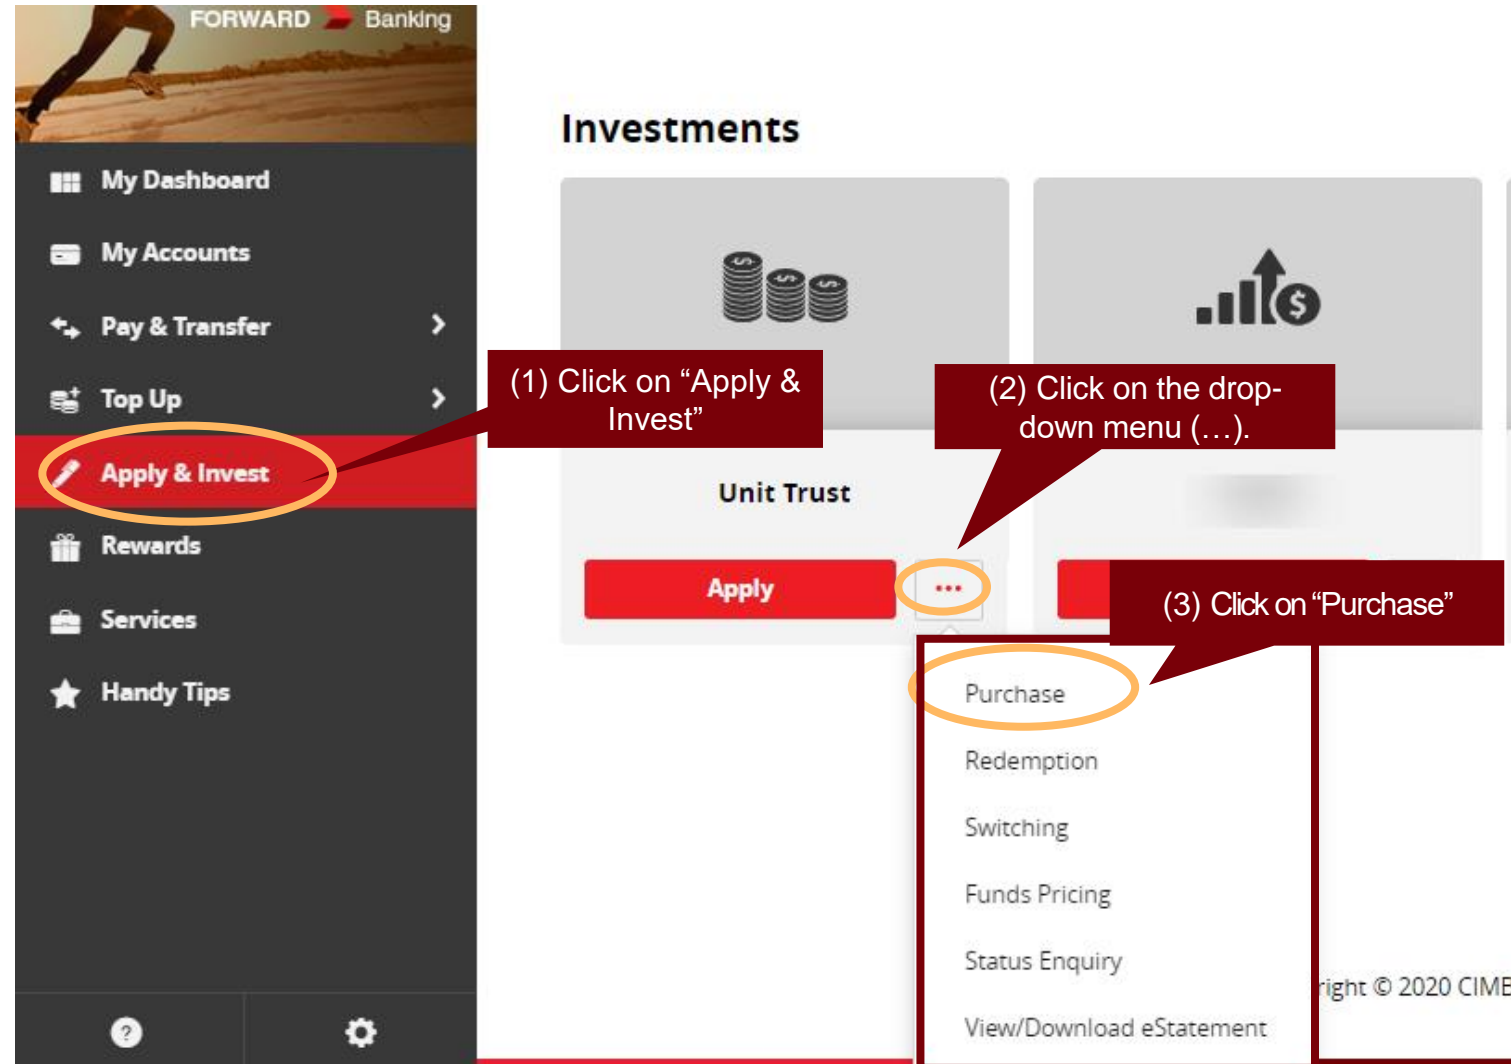 FORWARD Banking
My Dashboard
My Accounts
Pay & Transfer
Top Up
Apply & Invest
Rewards
Services
Handy Tips
Investments
(1) Click on “Apply &
Invest”
(2) Click on the drop-
down menu (…).
Unit Trust
Apply
...
(3) Click on “Purchase”
Purchase
Redemption
Switching
Funds Pricing
Status Enquiry
View/Download eStatement
right © 2020 CIMB